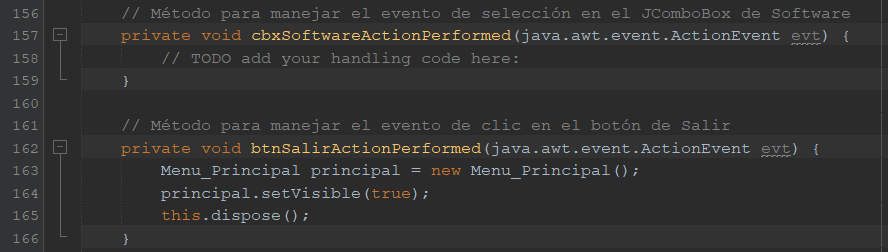 156 // Método para manejar el evento de selección en el JComboBox de Software
157 private void cbxSoftwareActionPerformed(java.awt.event.ActionEvent evt) {
158 // TODO add your handling code here:
159 }
160
161 // Método para manejar el evento de clic en el botón de Salir
162 private void btnSalirActionPerformed(java.awt.event.ActionEvent evt) {
163 Menu_Principal principal = new Menu_Principal();
164 principal.setVisible(true);
165 this.dispose();
166 }